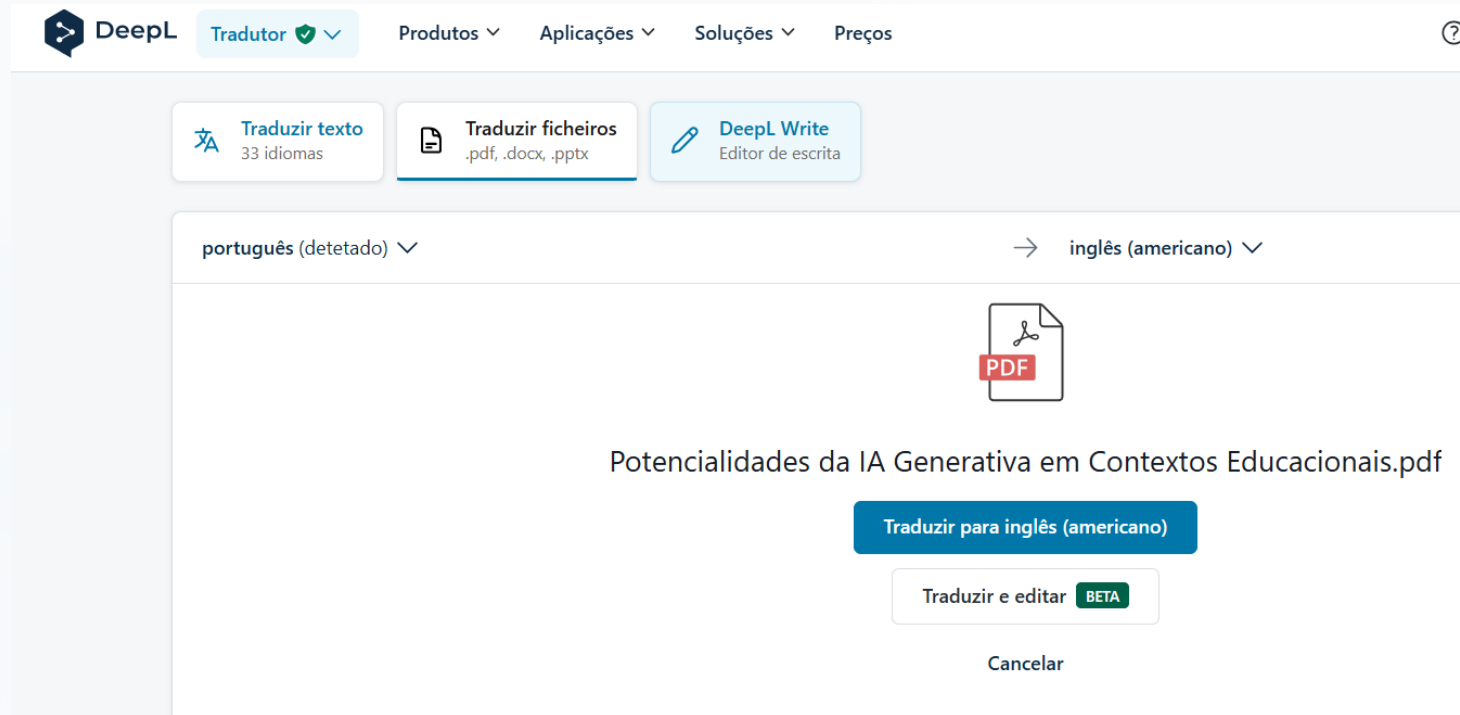 DeepL Tradutor Produtos Aplicações Soluções Preços ?
Traduzir texto
33 idiomas
Traduzir ficheiros
.pdf, .docx, .pptx
DeepL Write
Editor de escrita
português (detetado) inglês (americano)
PDF
Potencialidades da IA Generativa em Contextos Educacionais.pdf
Traduzir para inglês (americano)
Traduzir e editar BETA
Cancelar